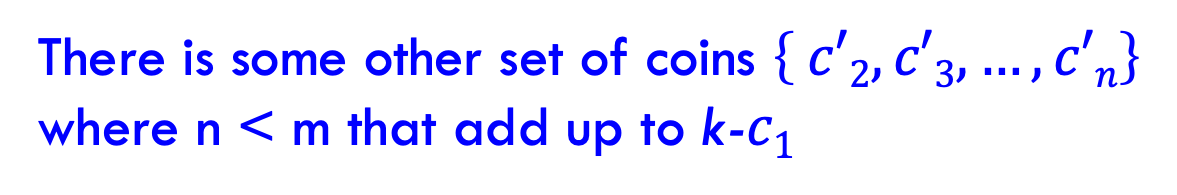 There is some other set of coins { c′₂, c′₃, … , c′ₙ}
where n < m that add up to k-c₁